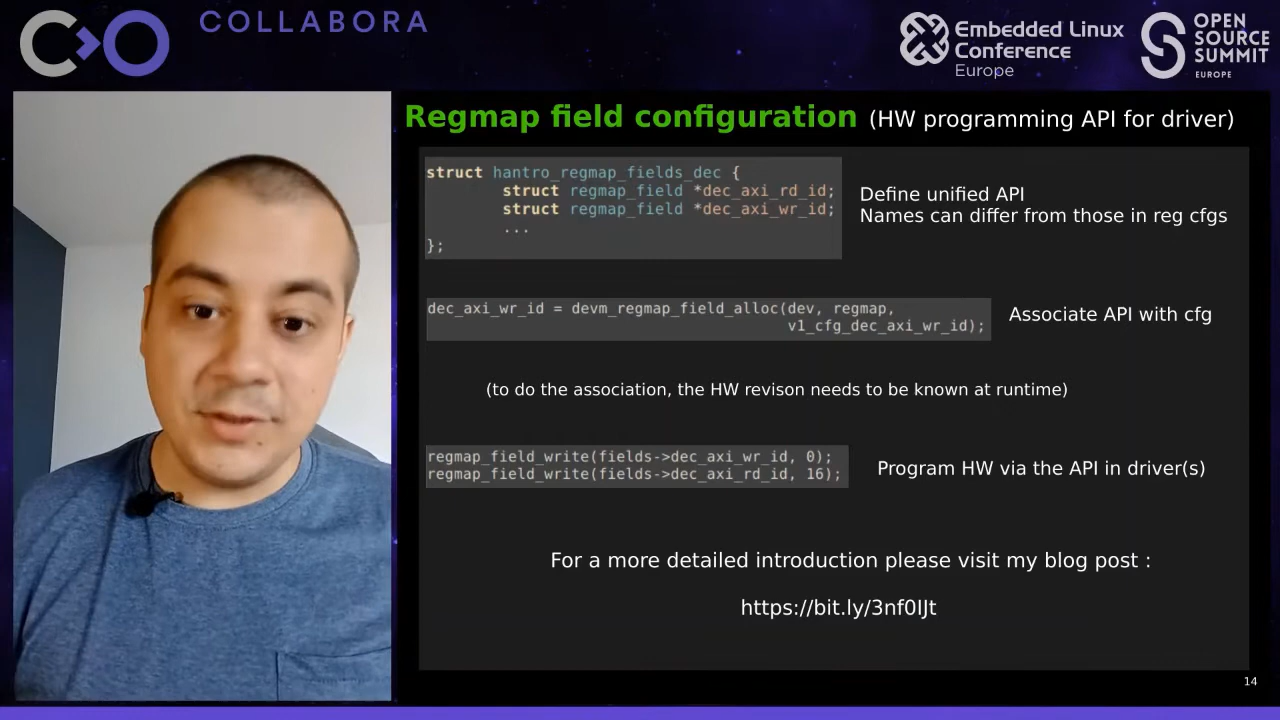 COLLABORA
Embedded Linux
Conference
Europe
OPEN
SOURCE
SUMMIT
EUROPE
Regmap field configuration (HW programming API for driver)
struct hantro_regmap_fields_dec {
struct regmap_field *dec_axi_rd_id;
struct regmap_field *dec_axi_wr_id;
...
};
Define unified API
Names can differ from those in reg cfgs
dec_axi_wr_id = devm_regmap_field_alloc(dev, regmap,
v1_cfg_dec_axi_wr_id);
Associate API with cfg
(to do the association, the HW revison needs to be known at runtime)
regmap_field_write(fields->dec_axi_wr_id, 0);
regmap_field_write(fields->dec_axi_rd_id, 16);
Program HW via the API in driver(s)
For a more detailed introduction please visit my blog post :
https://bit.ly/3nf0IJt
14